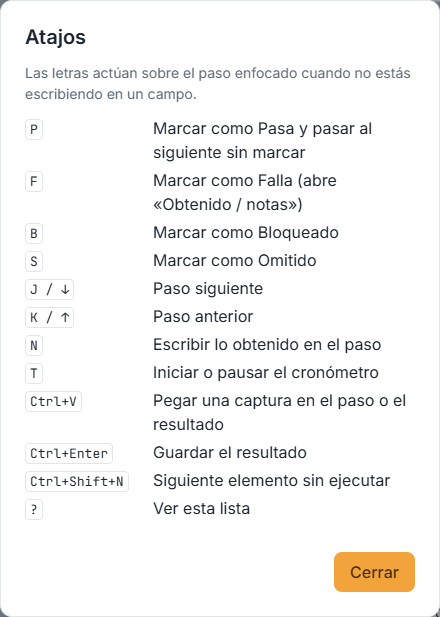 Atajos
Las letras actúan sobre el paso enfocado cuando no estás
escribiendo en un campo.
P Marcar como Pasa y pasar al
siguiente sin marcar
F Marcar como Falla (abre
«Obtenido / notas»)
B Marcar como Bloqueado
S Marcar como Omitido
J / ↓ Paso siguiente
K / ↑ Paso anterior
N Escribir lo obtenido en el paso
T Iniciar o pausar el cronómetro
Ctrl+V Pegar una captura en el paso o el
resultado
Ctrl+Enter Guardar el resultado
Ctrl+Shift+N Siguiente elemento sin ejecutar
? Ver esta lista
Cerrar